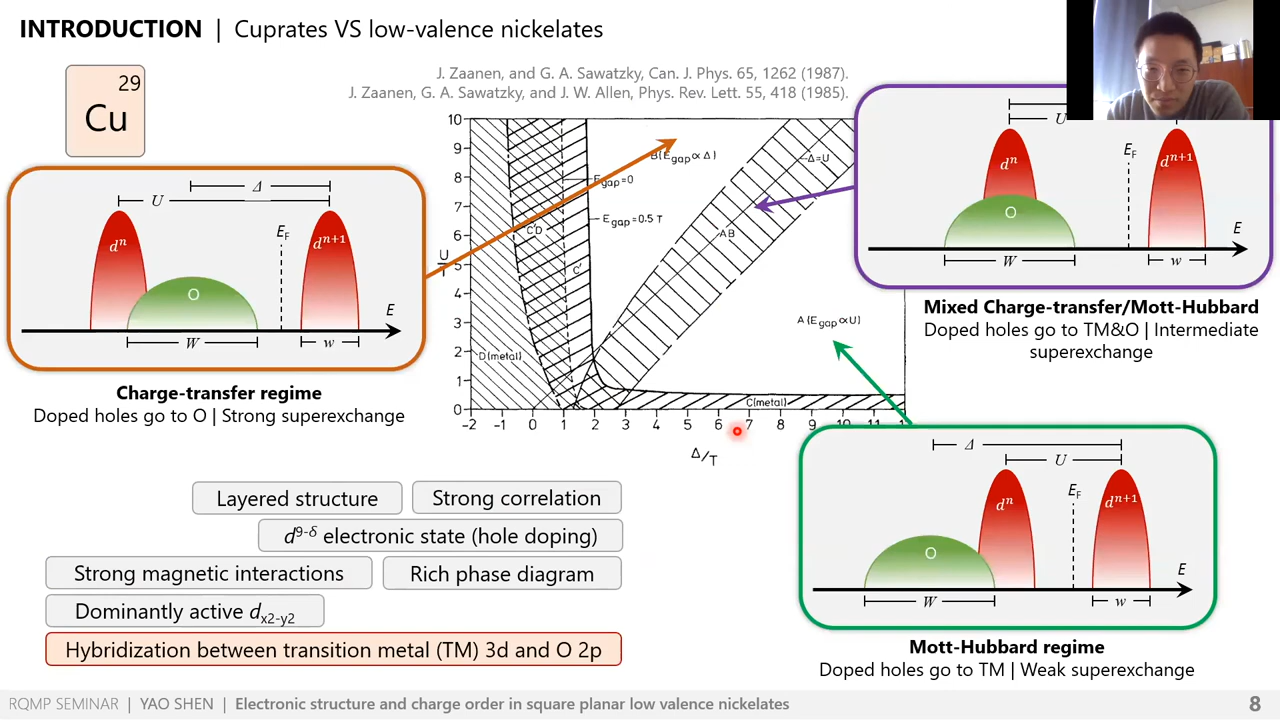 INTRODUCTION | Cuprates VS low-valence nickelates
29
Cu
J. Zaanen, and G. A. Sawatzky, Can. J. Phys. 65, 1262 (1987).
J. Zaanen, G. A. Sawatzky, and J. W. Allen, Phys. Rev. Lett. 55, 418 (1985).
Δ
U
dⁿ
O
E_F
dⁿ⁺¹
E
W
w
Charge-transfer regime
Doped holes go to O | Strong superexchange
10
9
8
7
6
5
4
3
2
1
0
U
B(E_gap∝Δ)
E_gap=0
E_gap=0.5 T
Δ=U
C'D
C'
AB
A (E_gap∝U)
D(metal)
C(metal)
-2 -1 0 1 2 3 4 5 6 7 8 9 10 11
Δ/T
U
dⁿ
O
E_F
dⁿ⁺¹
E
W
w
Mixed Charge-transfer/Mott-Hubbard
Doped holes go to TM&O | Intermediate
superexchange
Δ
U
dⁿ
O
E_F
dⁿ⁺¹
E
W
w
Mott-Hubbard regime
Doped holes go to TM | Weak superexchange
Layered structure
Strong correlation
d⁹⁻ᵟ electronic state (hole doping)
Strong magnetic interactions
Rich phase diagram
Dominantly active d_x2-y2
Hybridization between transition metal (TM) 3d and O 2p
RQMP SEMINAR | YAO SHEN | Electronic structure and charge order in square planar low valence nickelates
8